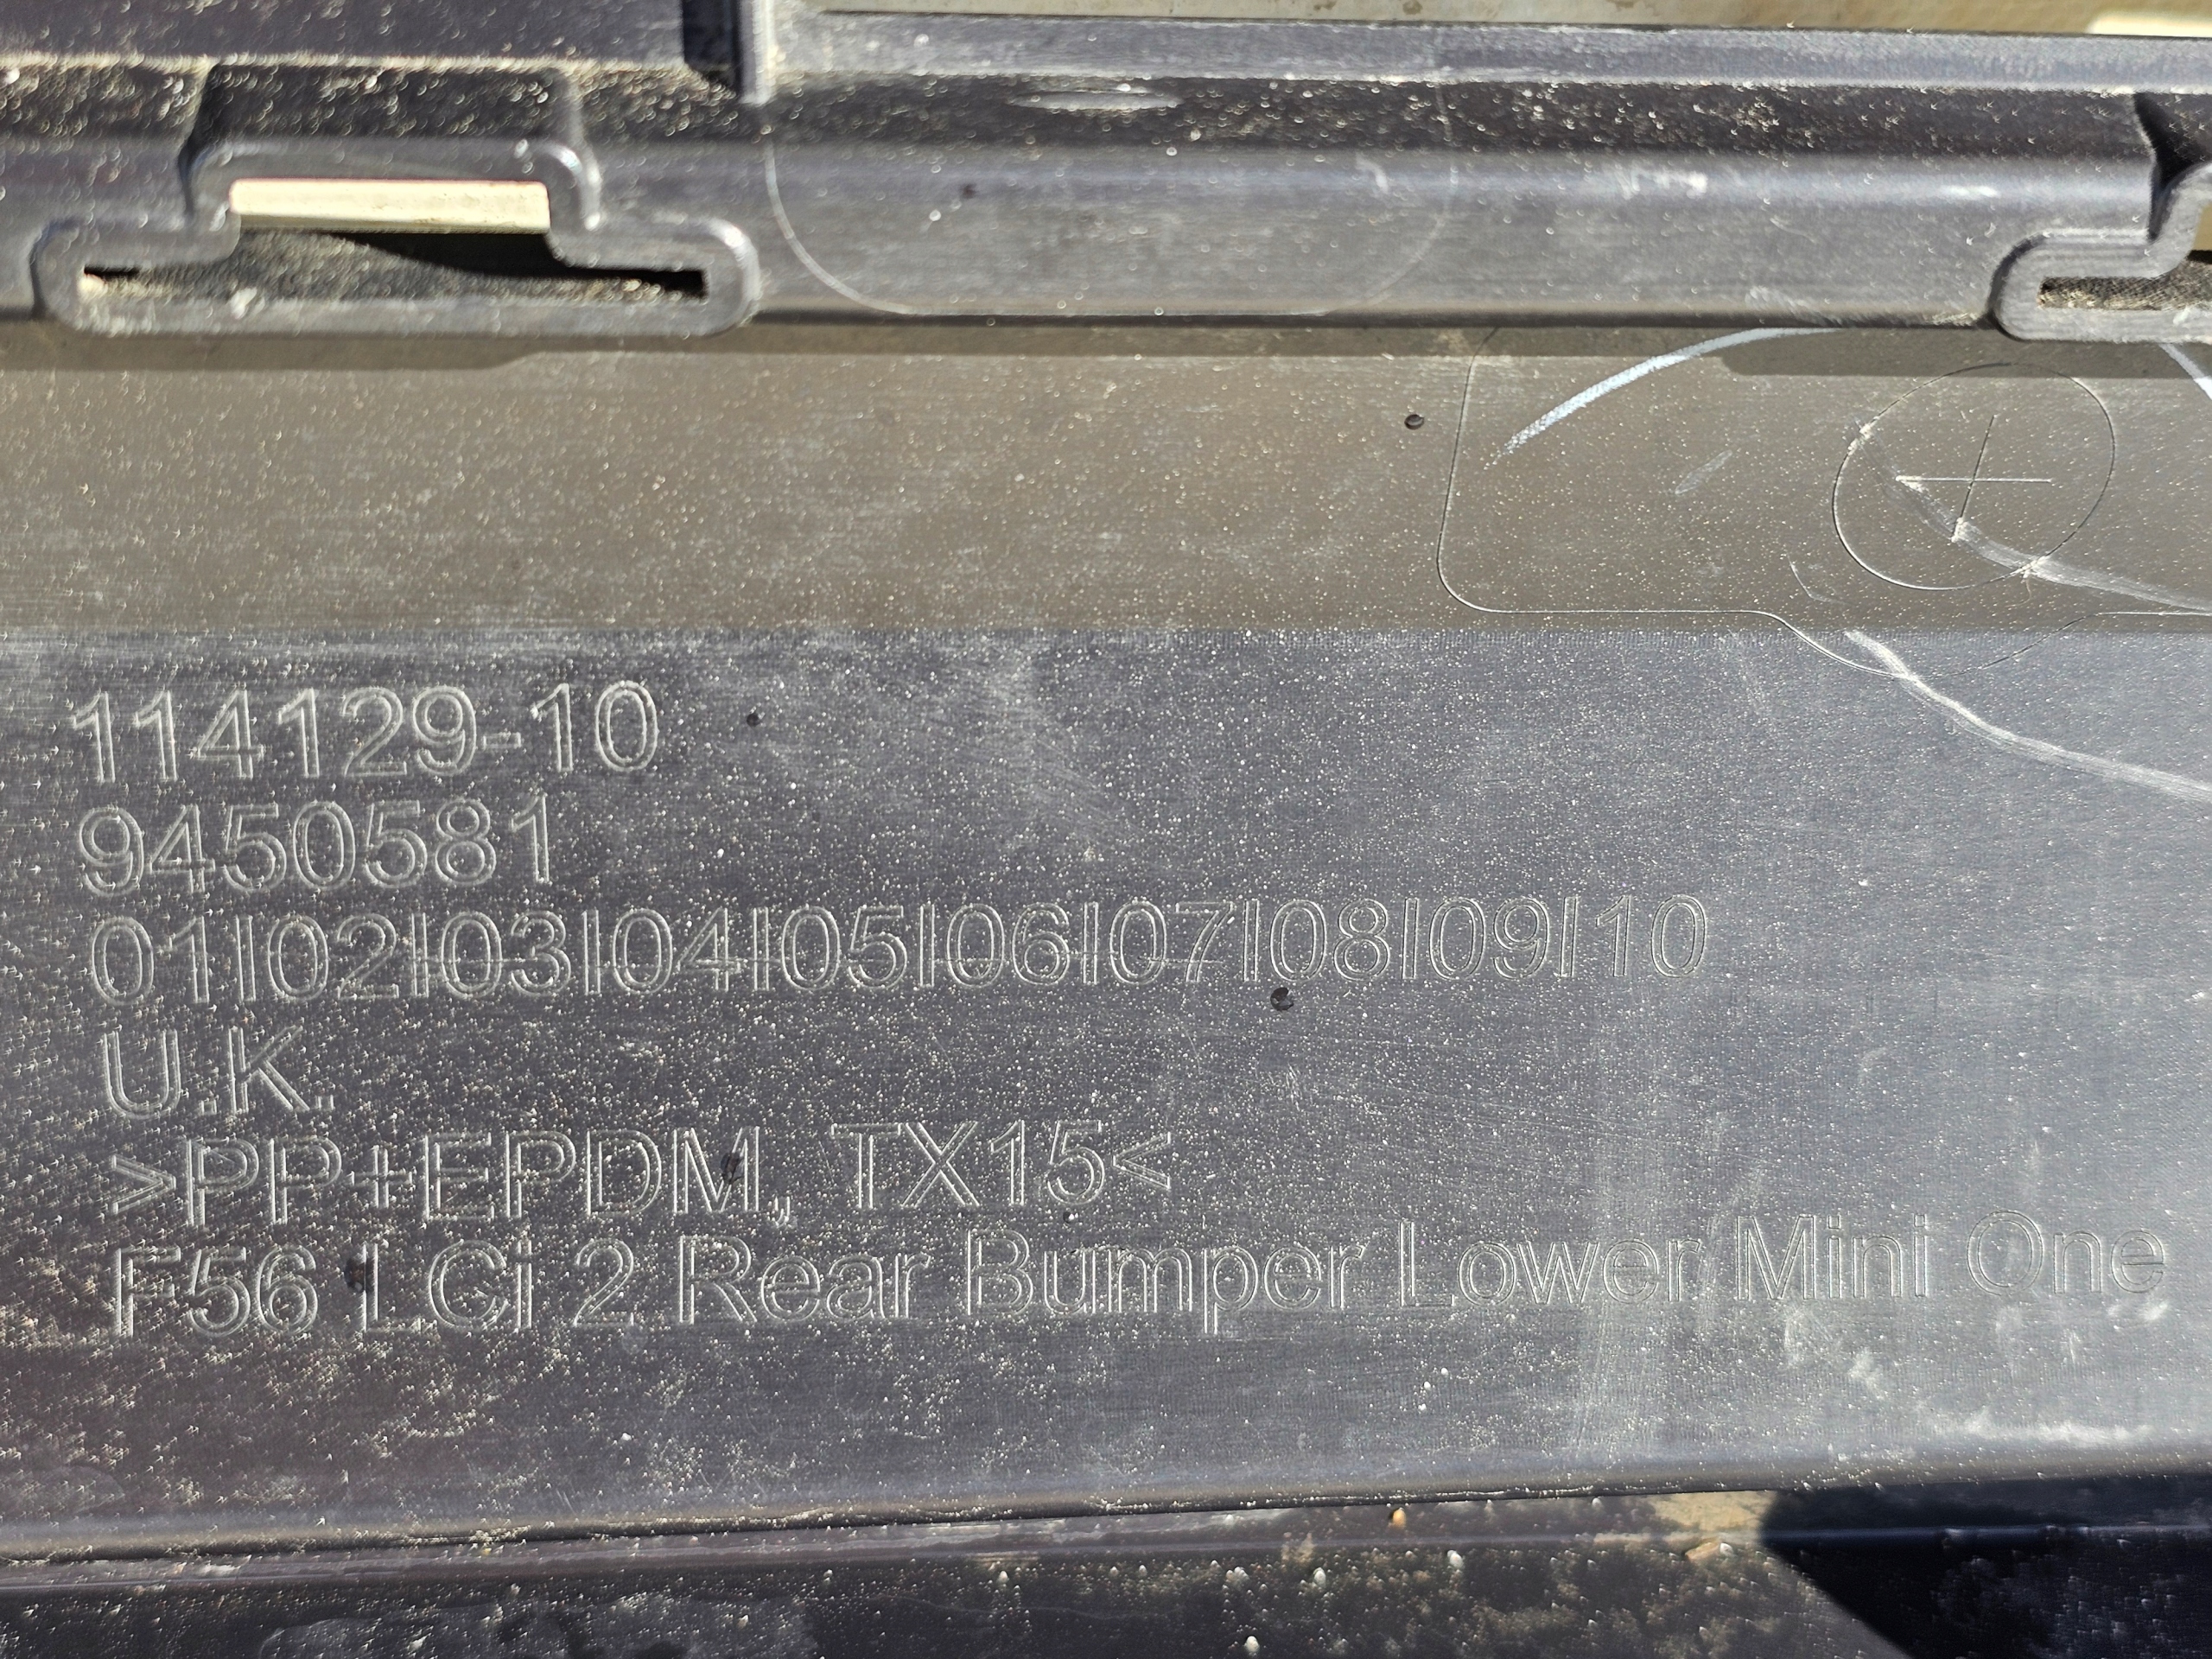 114129-10
9450581
01|02|03|04|05|06|07|08|09|10
U.K.
>PP+EPDM, TX15<
F56 LCi 2 Rear Bumper Lower Mini One